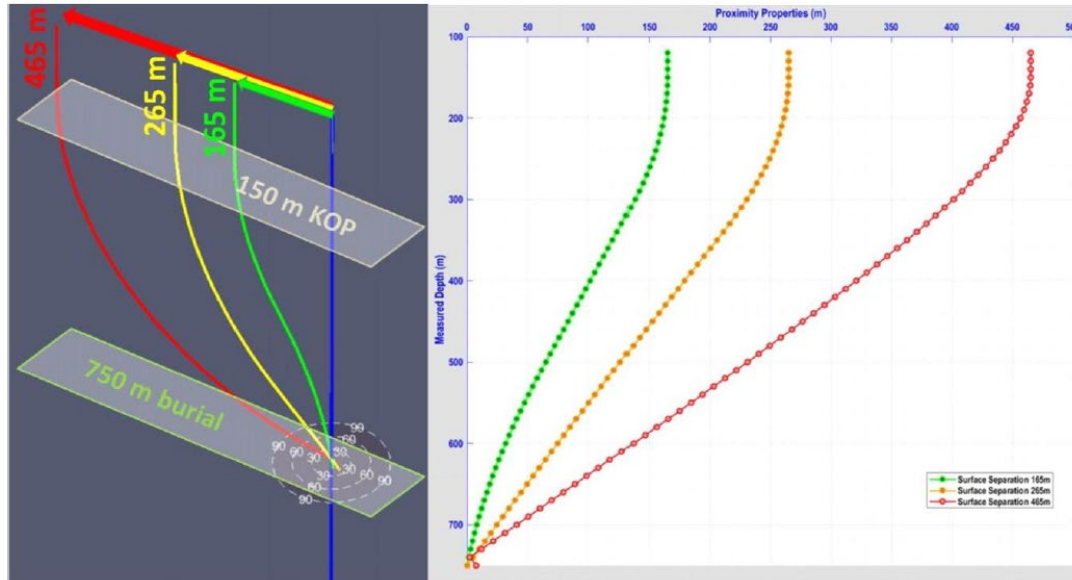 465 m
265 m
165 m
150 m KOP
750 m burial
99
90 60 30 60
30 60 90
90 30
60
90
Proximity Properties (m)
0 50 100 150 200 250 300 350 400 450 500
Measured Depth (m)
100
200
300
400
500
600
700
Surface Separation 165m
Surface Separation 265m
Surface Separation 465m